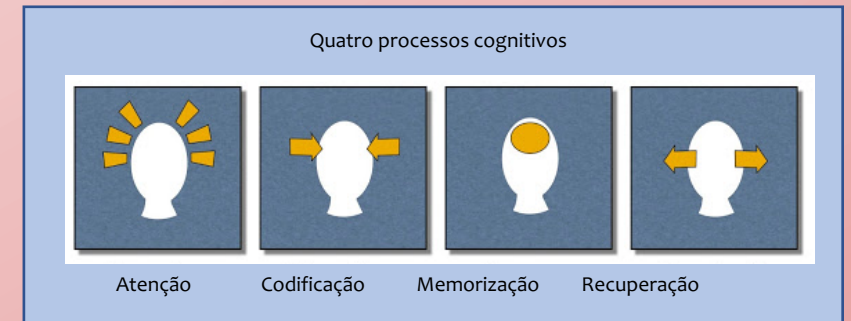 Quatro processos cognitivos
Atenção Codificação Memorização Recuperação